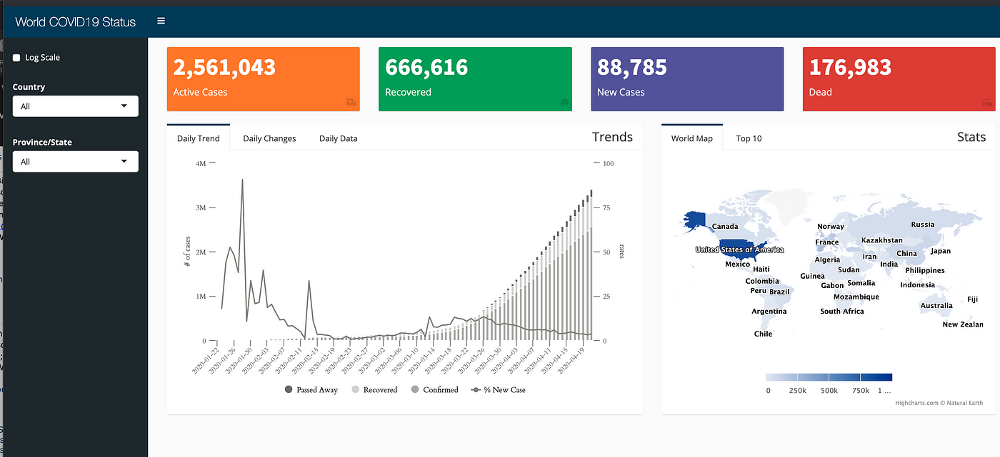 World COVID19 Status
Log Scale
Country
All
Province/State
All
2,561,043
Active Cases
666,616
Recovered
88,785
New Cases
176,983
Dead
Daily Trend
Daily Changes
Daily Data
Trends
4M
3M
2M
1M
0
# of cases
100
75
50
25
0
rates
2020-01-22
2020-01-26
2020-01-30
2020-02-03
2020-02-07
2020-02-11
2020-02-15
2020-02-19
2020-02-23
2020-02-27
2020-03-02
2020-03-06
2020-03-10
2020-03-14
2020-03-18
2020-03-22
2020-03-26
2020-03-30
2020-04-03
2020-04-07
2020-04-11
2020-04-15
2020-04-19
Passed Away
Recovered
Confirmed
% New Case
World Map
Top 10
Stats
Canada
Norway
Russia
United States of America
France
Kazakhstan
China
Japan
Mexico
Haiti
Algeria
Iran
India
Sudan
Philippines
Colombia
Guinea
Gabon
Somalia
Indonesia
Peru
Brazil
Mozambique
Fiji
Argentina
South Africa
Australia
New Zealan
Chile
0
250k
500k
750k
1 ...
Highcharts.com © Natural Earth